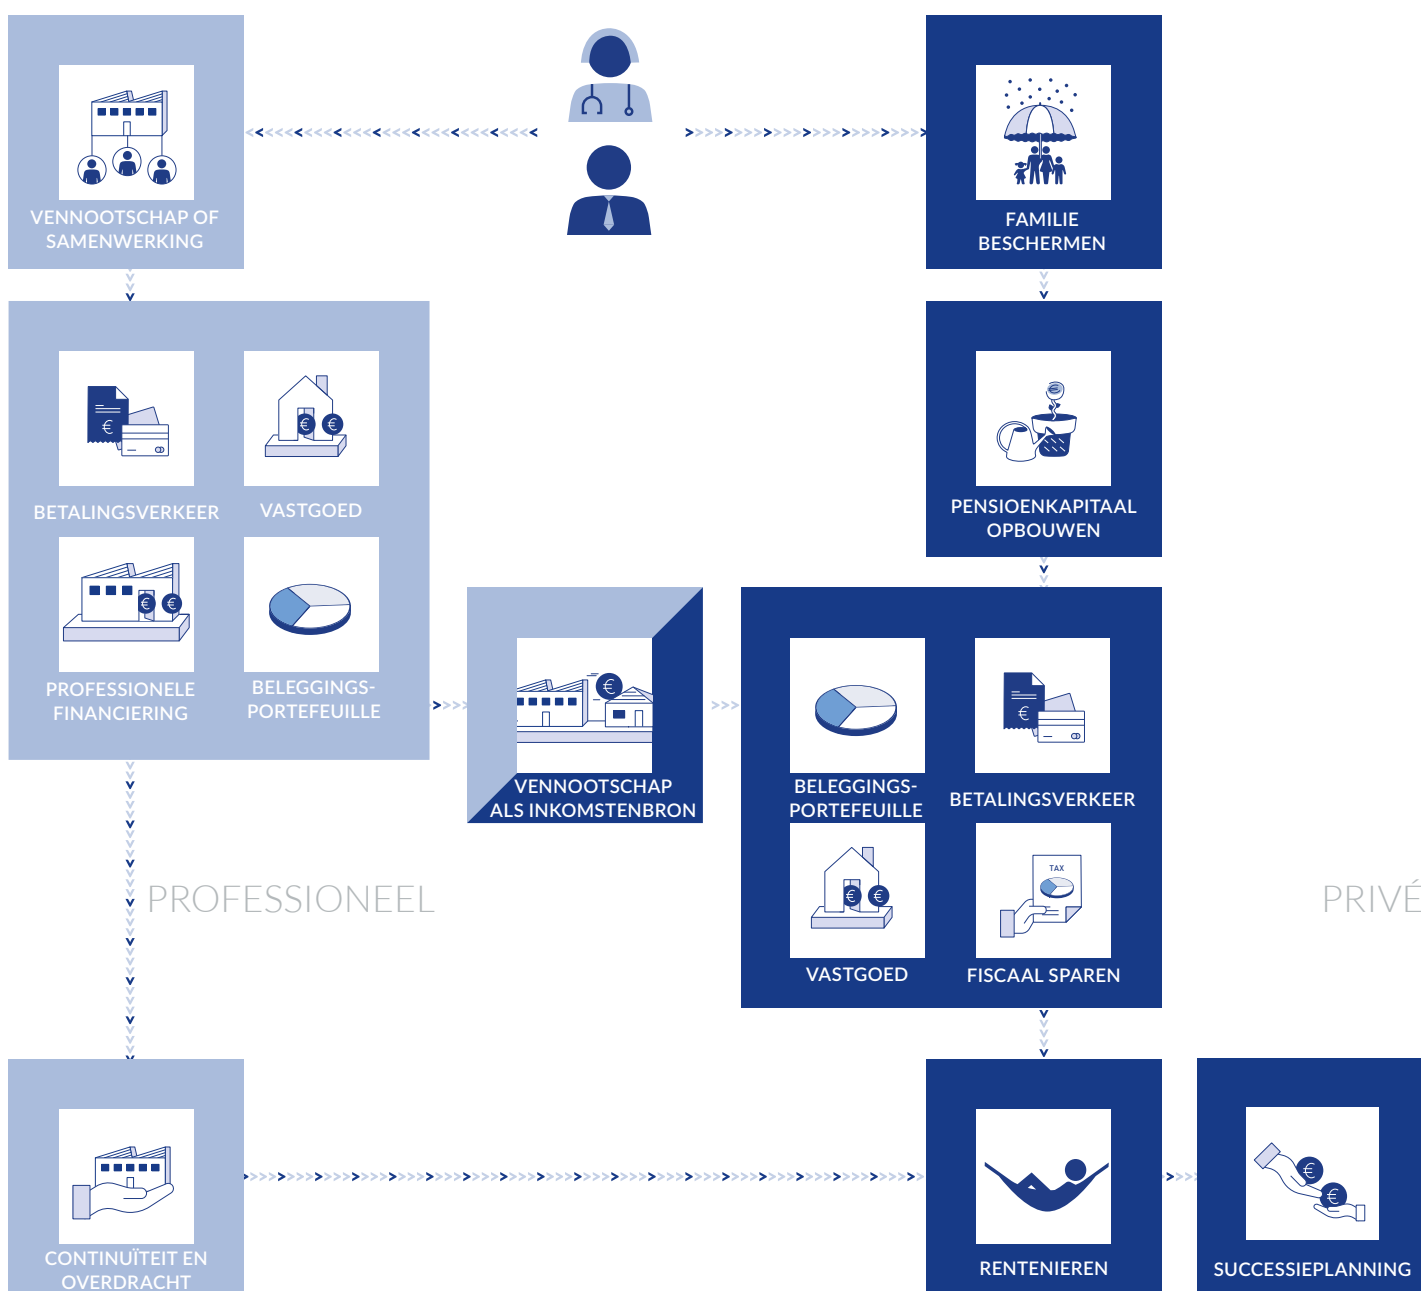 VENNOOTSCHAP OF
SAMENWERKING
FAMILIE
BESCHERMEN
BETALINGSVERKEER
VASTGOED
PENSIOENKAPITAAL
OPBOUWEN
PROFESSIONELE
FINANCIERING
BELEGGINGS-
PORTEFEUILLE
VENNOOTSCHAP
ALS INKOMSTENBRON
BELEGGINGS-
PORTEFEUILLE
BETALINGSVERKEER
TAX
VASTGOED
FISCAAL SPAREN
PROFESSIONEEL
PRIVÉ
CONTINUÏTEIT EN
OVERDRACHT
RENTENIEREN
SUCCESSIEPLANNING